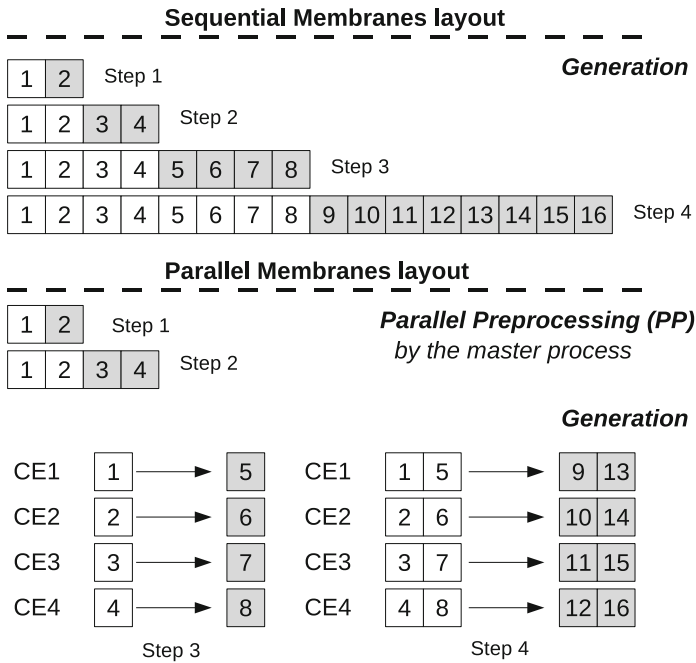 Sequential Membranes layout
Generation
1 2 Step 1
1 2 3 4 Step 2
1 2 3 4 5 6 7 8 Step 3
1 2 3 4 5 6 7 8 9 10 11 12 13 14 15 16 Step 4
Parallel Membranes layout
1 2 Step 1
Parallel Preprocessing (PP)
by the master process
1 2 3 4 Step 2
Generation
CE1 1 5 CE1 1 5 9 13
CE2 2 6 CE2 2 6 10 14
CE3 3 7 CE3 3 7 11 15
CE4 4 8 CE4 4 8 12 16
Step 3 Step 4